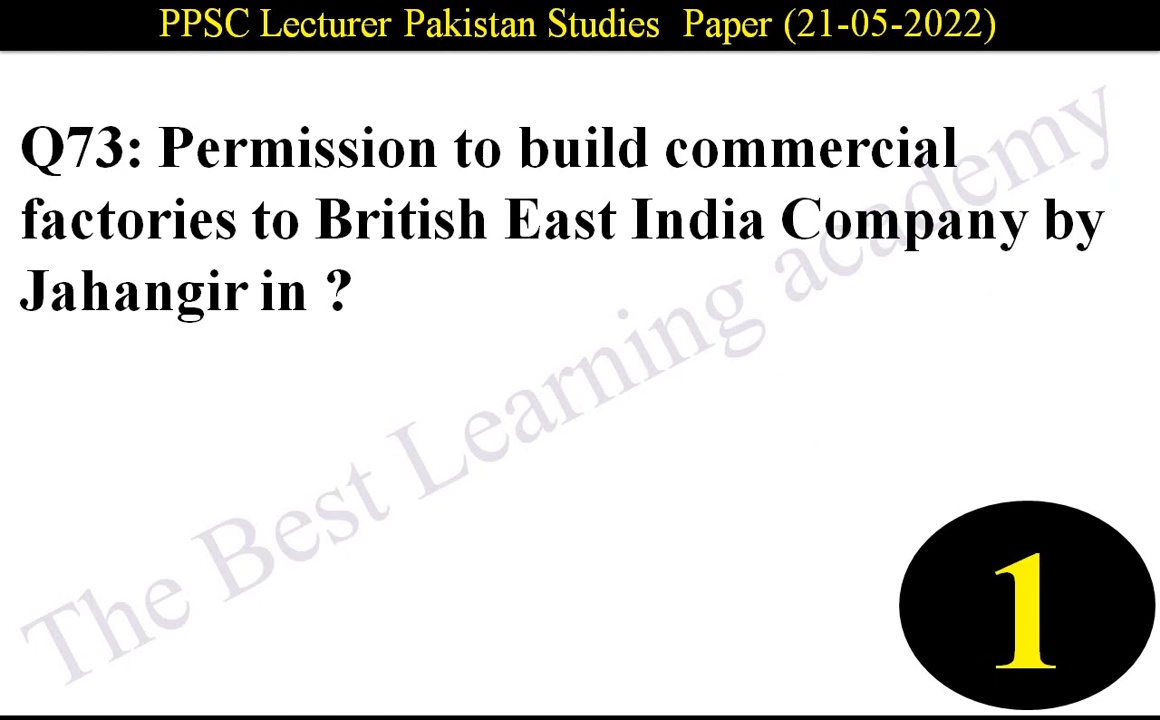 PPSC Lecturer Pakistan Studies Paper (21-05-2022)
Q73: Permission to build commercial
factories to British East India Company by
Jahangir in ?
The Best Learning academy
1